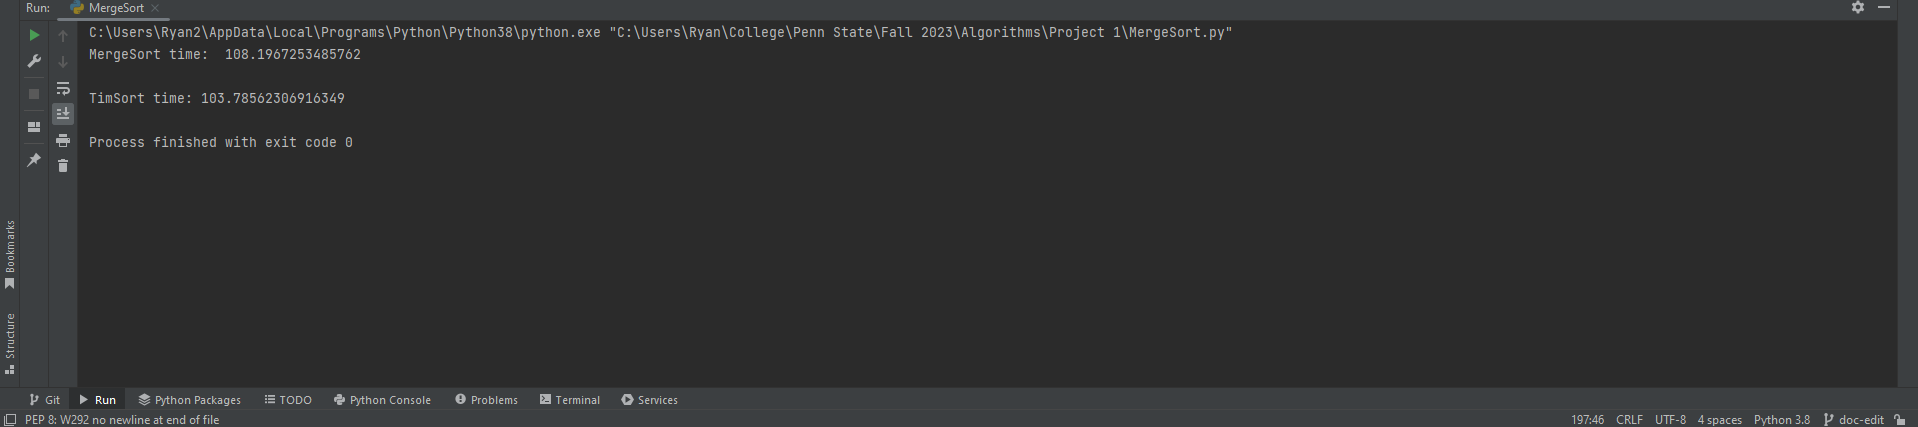 Run: MergeSort
C:\Users\Ryan2\AppData\Local\Programs\Python\Python38\python.exe "C:\Users\Ryan\College\Penn State\Fall 2023\Algorithms\Project 1\MergeSort.py"
MergeSort time:  108.1967253485762
TimSort time: 103.78562306916349
Process finished with exit code 0
Bookmarks
Structure
Git Run Python Packages TODO Python Console Problems Terminal Services
PEP 8: W292 no newline at end of file 197:46 CRLF UTF-8 4 spaces Python 3.8 doc-edit